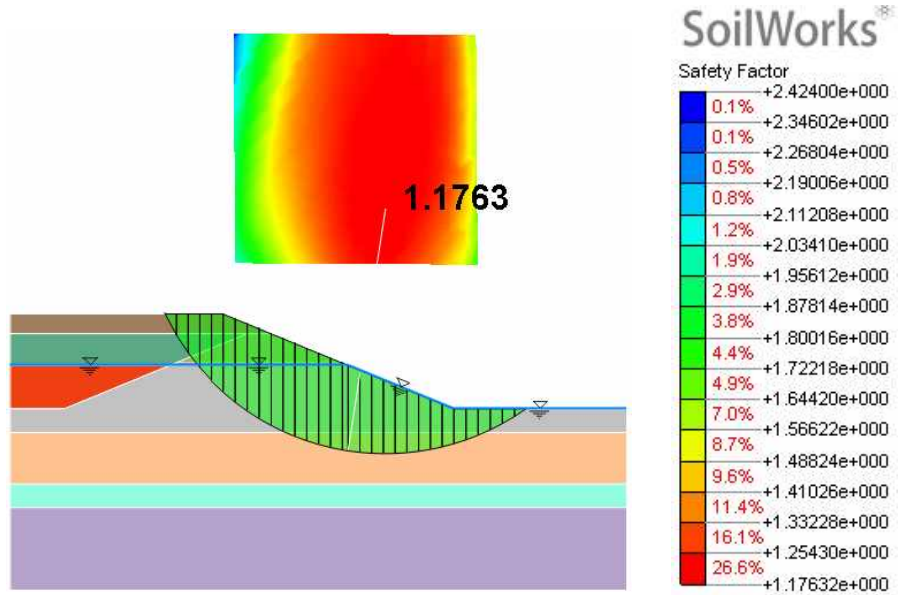 SoilWorks®
Safety Factor
+2.42400e+000
0.1%
+2.34602e+000
0.1%
+2.26804e+000
0.5%
+2.19006e+000
0.8%
+2.11208e+000
1.2%
+2.03410e+000
1.9%
+1.95612e+000
2.9%
+1.87814e+000
3.8%
+1.80016e+000
4.4%
+1.72218e+000
4.9%
+1.64420e+000
7.0%
+1.56622e+000
8.7%
+1.48824e+000
9.6%
+1.41026e+000
11.4%
+1.33228e+000
16.1%
+1.25430e+000
26.6%
+1.17632e+000
1.1763